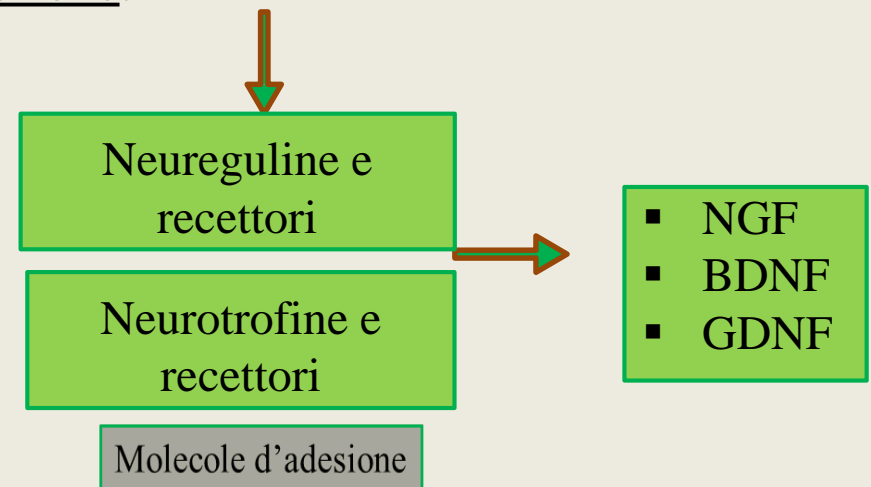 Neureguline e
recettori
Neurotrofine e
recettori
Molecole d’adesione
▪ NGF
▪ BDNF
▪ GDNF